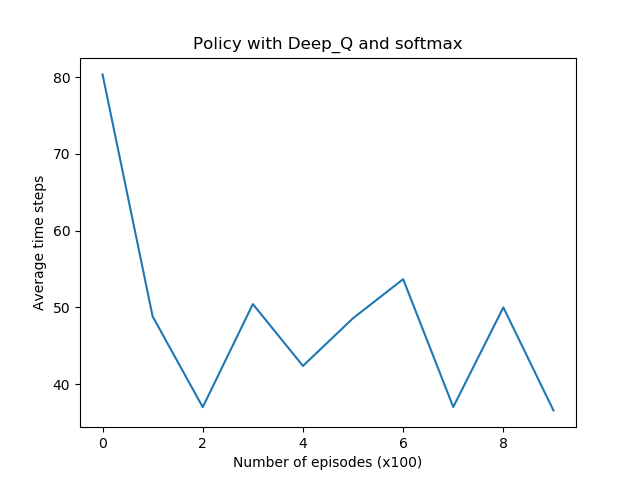 Policy with Deep_Q and softmax
80
70
60
50
40
Average time steps
0 2 4 6 8
Number of episodes (x100)